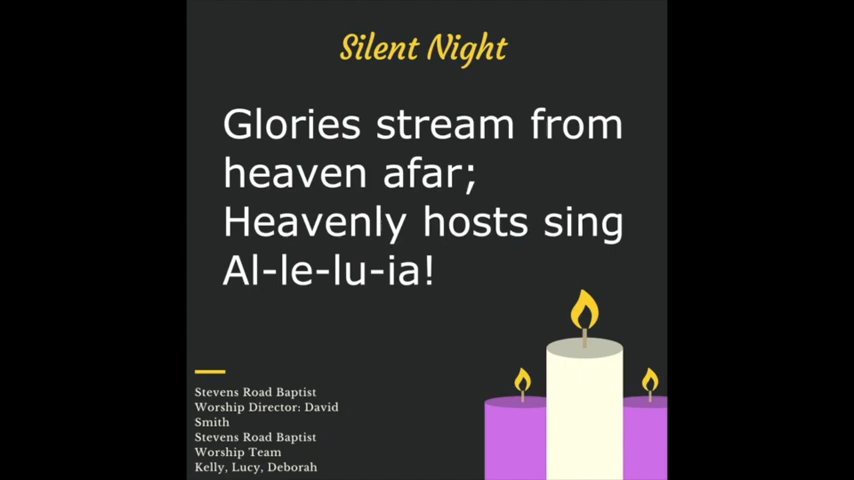 Silent Night
Glories stream from
heaven afar;
Heavenly hosts sing
Al-le-lu-ia!
Stevens Road Baptist
Worship Director: David
Smith
Stevens Road Baptist
Worship Team
Kelly, Lucy, Deborah